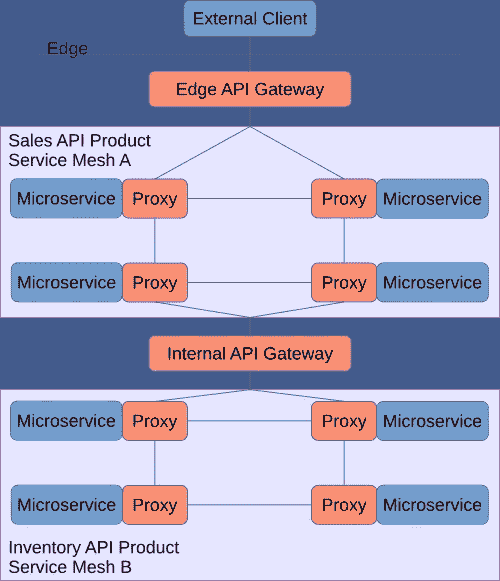 External Client
Edge
Edge API Gateway
Sales API Product
Service Mesh A
Microservice Proxy Proxy Microservice
Microservice Proxy Proxy Microservice
Internal API Gateway
Microservice Proxy Proxy Microservice
Microservice Proxy Proxy Microservice
Inventory API Product
Service Mesh B